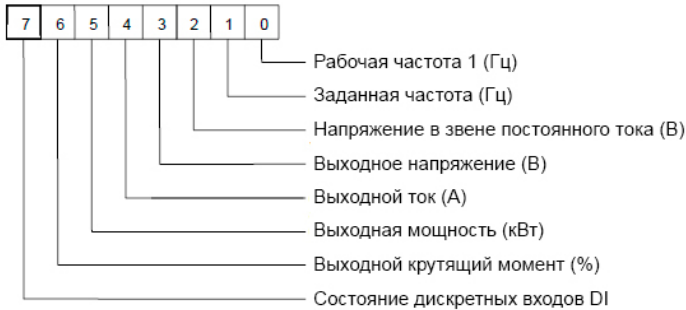 7 6 5 4 3 2 1 0
Рабочая частота 1 (Гц)
Заданная частота (Гц)
Напряжение в звене постоянного тока (В)
Выходное напряжение (В)
Выходной ток (А)
Выходная мощность (кВт)
Выходной крутящий момент (%)
Состояние дискретных входов DI